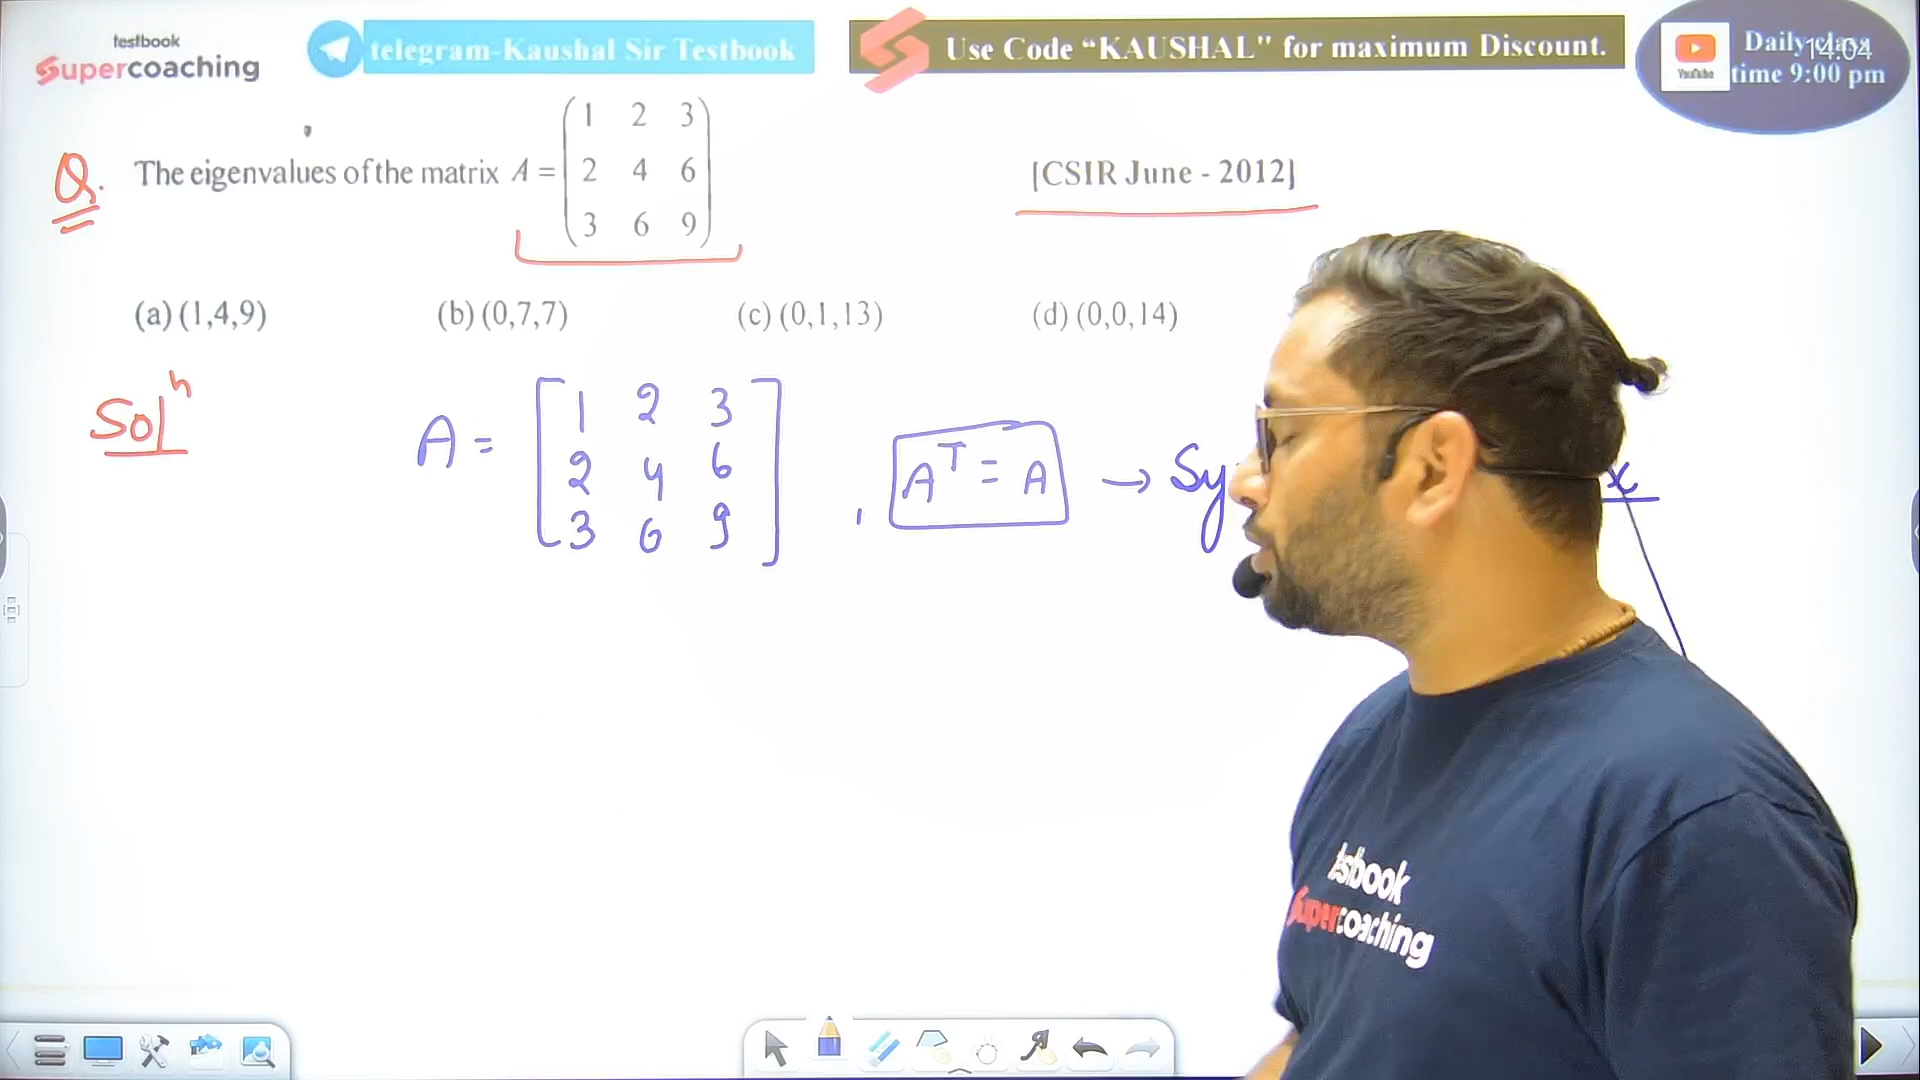 testbook
Supercoaching
telegram-Kaushal Sir Testbook
Use Code “KAUSHAL” for maximum Discount.
YouTube
Daily class
time 9:00 pm
14:04
Q. The eigenvalues of the matrix A = (1 2 3
2 4 6
3 6 9)
[CSIR June - 2012]
(a) (1,4,9) (b) (0,7,7) (c) (0,1,13) (d) (0,0,14)
Solⁿ
A = [1 2 3
2 4 6
3 6 9] , Aᵀ = A → Sy
x
testbook
Supercoaching